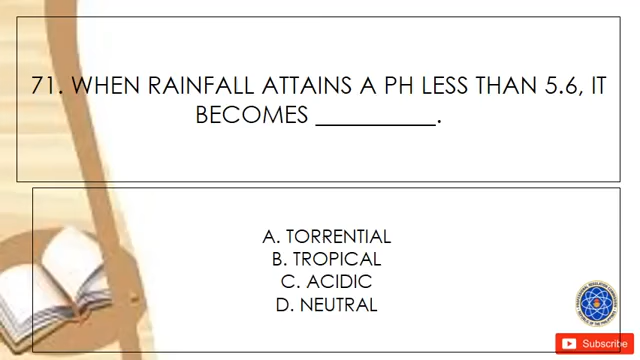 71. WHEN RAINFALL ATTAINS A PH LESS THAN 5.6, IT
BECOMES __________.
A. TORRENTIAL
B. TROPICAL
C. ACIDIC
D. NEUTRAL
Subscribe